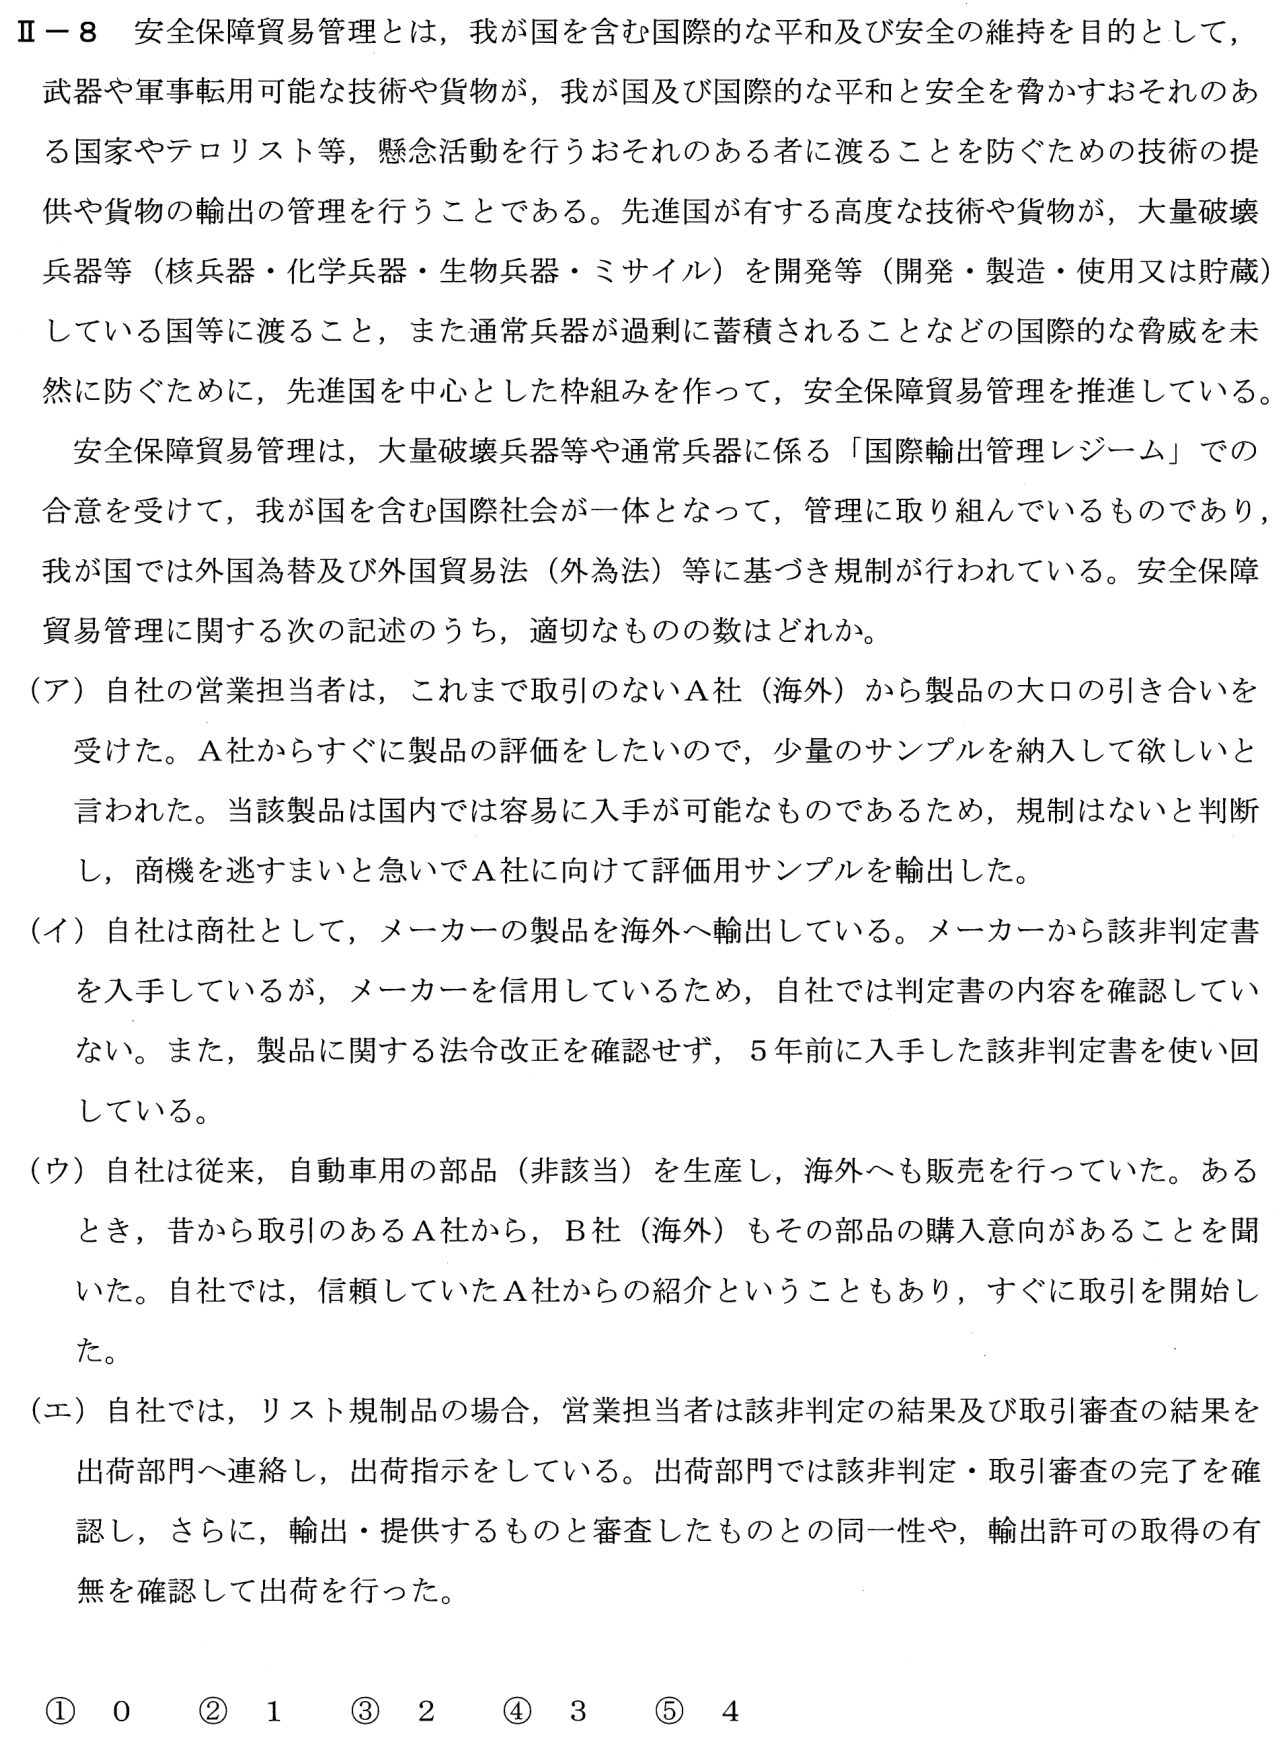 Ⅱ－８　安全保障貿易管理とは，我が国を含む国際的な平和及び安全の維持を目的として，
武器や軍事転用可能な技術や貨物が，我が国及び国際的な平和と安全を脅かすおそれのあ
る国家やテロリスト等，懸念活動を行うおそれのある者に渡ることを防ぐための技術の提
供や貨物の輸出の管理を行うことである。先進国が有する高度な技術や貨物が，大量破壊
兵器等（核兵器・化学兵器・生物兵器・ミサイル）を開発等（開発・製造・使用又は貯蔵）
している国等に渡ること，また通常兵器が過剰に蓄積されることなどの国際的な脅威を未
然に防ぐために，先進国を中心とした枠組みを作って，安全保障貿易管理を推進している。
　安全保障貿易管理は，大量破壊兵器等や通常兵器に係る「国際輸出管理レジーム」での
合意を受けて，我が国を含む国際社会が一体となって，管理に取り組んでいるものであり，
我が国では外国為替及び外国貿易法（外為法）等に基づき規制が行われている。安全保障
貿易管理に関する次の記述のうち，適切なものの数はどれか。
（ア）自社の営業担当者は，これまで取引のないＡ社（海外）から製品の大口の引き合いを
受けた。Ａ社からすぐに製品の評価をしたいので，少量のサンプルを納入して欲しいと
言われた。当該製品は国内では容易に入手が可能なものであるため，規制はないと判断
し，商機を逃すまいと急いでＡ社に向けて評価用サンプルを輸出した。
（イ）自社は商社として，メーカーの製品を海外へ輸出している。メーカーから該非判定書
を入手しているが，メーカーを信用しているため，自社では判定書の内容を確認してい
ない。また，製品に関する法令改正を確認せず，５年前に入手した該非判定書を使い回
している。
（ウ）自社は従来，自動車用の部品（非該当）を生産し，海外へも販売を行っていた。ある
とき，昔から取引のあるＡ社から，Ｂ社（海外）もその部品の購入意向があることを聞
いた。自社では，信頼していたＡ社からの紹介ということもあり，すぐに取引を開始し
た。
（エ）自社では，リスト規制品の場合，営業担当者は該非判定の結果及び取引審査の結果を
出荷部門へ連絡し，出荷指示をしている。出荷部門では該非判定・取引審査の完了を確
認し，さらに，輸出・提供するものと審査したものとの同一性や，輸出許可の取得の有
無を確認して出荷を行った。
①　０　　②　１　　③　２　　④　３　　⑤　４